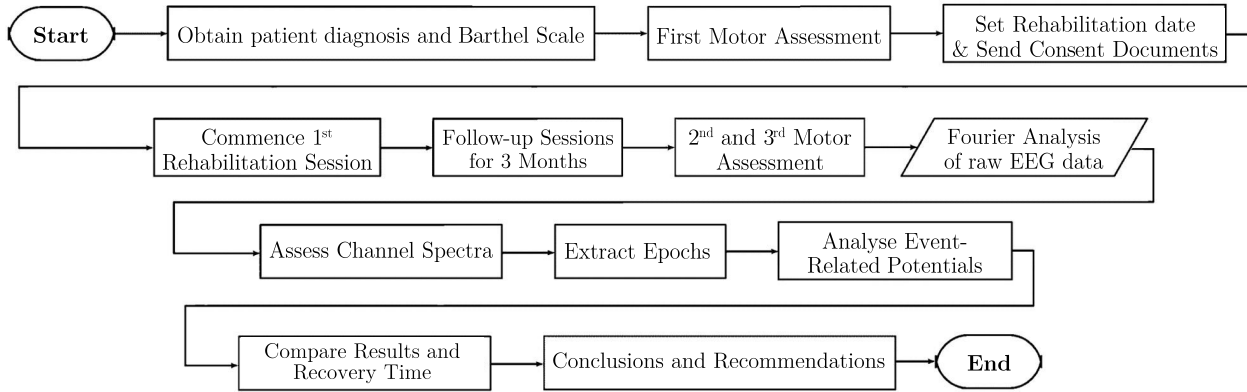 Start
Obtain patient diagnosis and Barthel Scale
First Motor Assessment
Set Rehabilitation date
& Send Consent Documents
Commence 1st
Rehabilitation Session
Follow-up Sessions
for 3 Months
2nd and 3rd Motor
Assessment
Fourier Analysis
of raw EEG data
Assess Channel Spectra
Extract Epochs
Analyse Event-
Related Potentials
Compare Results and
Recovery Time
Conclusions and Recommendations
End